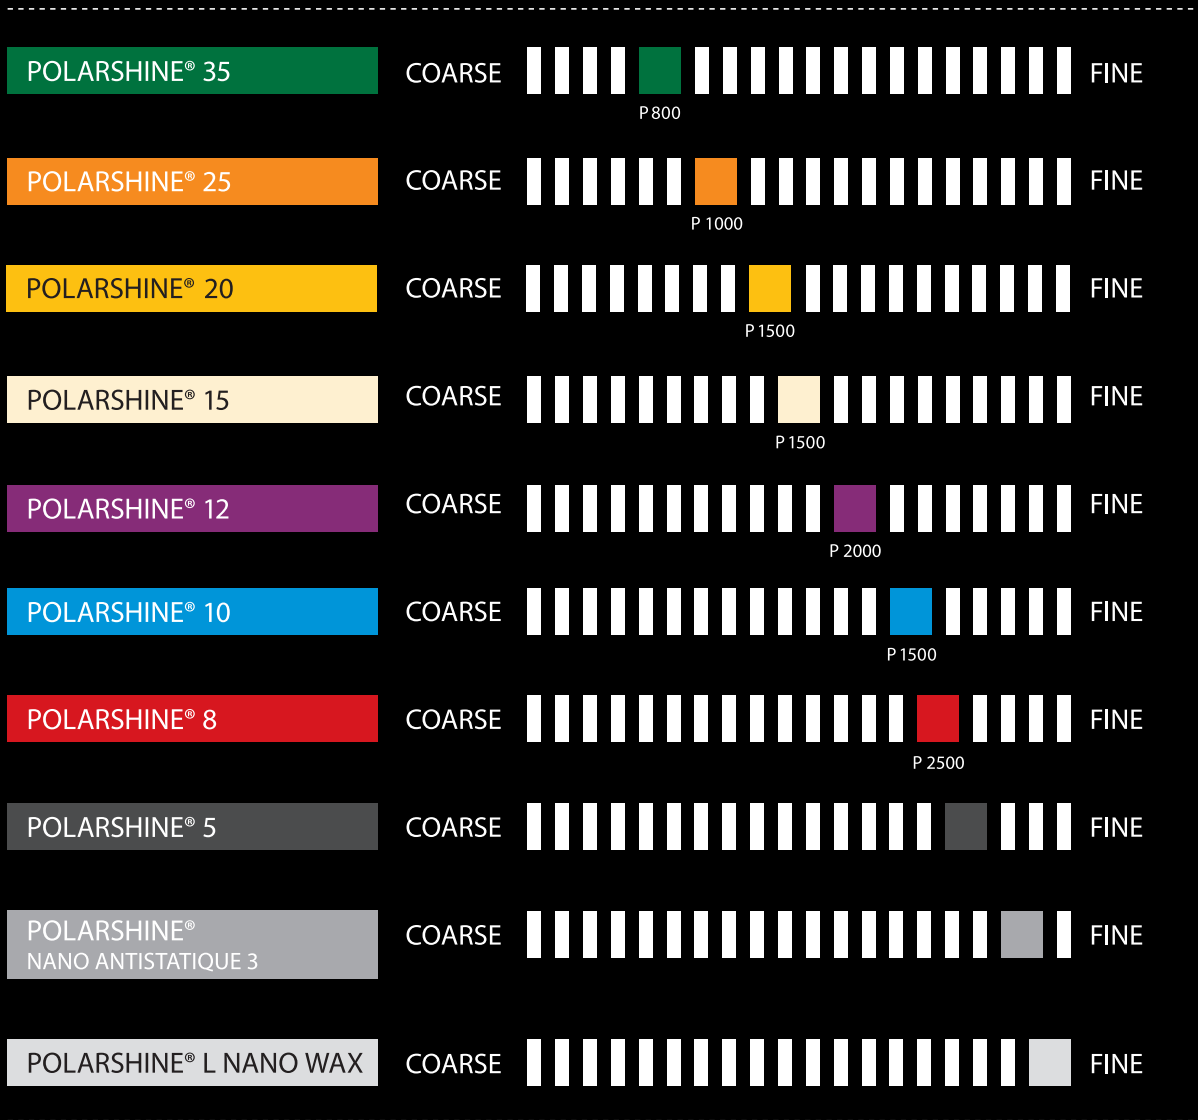 POLARSHINE® 35 COARSE FINE
P 800
POLARSHINE® 25 COARSE FINE
P 1000
POLARSHINE® 20 COARSE FINE
P 1500
POLARSHINE® 15 COARSE FINE
P 1500
POLARSHINE® 12 COARSE FINE
P 2000
POLARSHINE® 10 COARSE FINE
P 1500
POLARSHINE® 8 COARSE FINE
P 2500
POLARSHINE® 5 COARSE FINE
POLARSHINE® COARSE FINE
NANO ANTISTATIQUE 3
POLARSHINE® L NANO WAX COARSE FINE